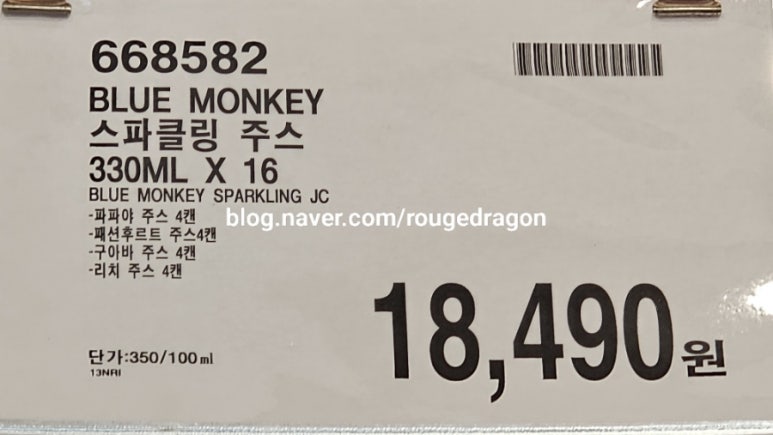 668582
BLUE MONKEY
스파클링 주스
330ML X 16
BLUE MONKEY SPARKLING JC
-파파야 주스 4캔
-패션후르트 주스4캔
-구아바 주스 4캔
-리치 주스 4캔
blog.naver.com/rougedragon
18,490원
단가:350/100ml
13NRI